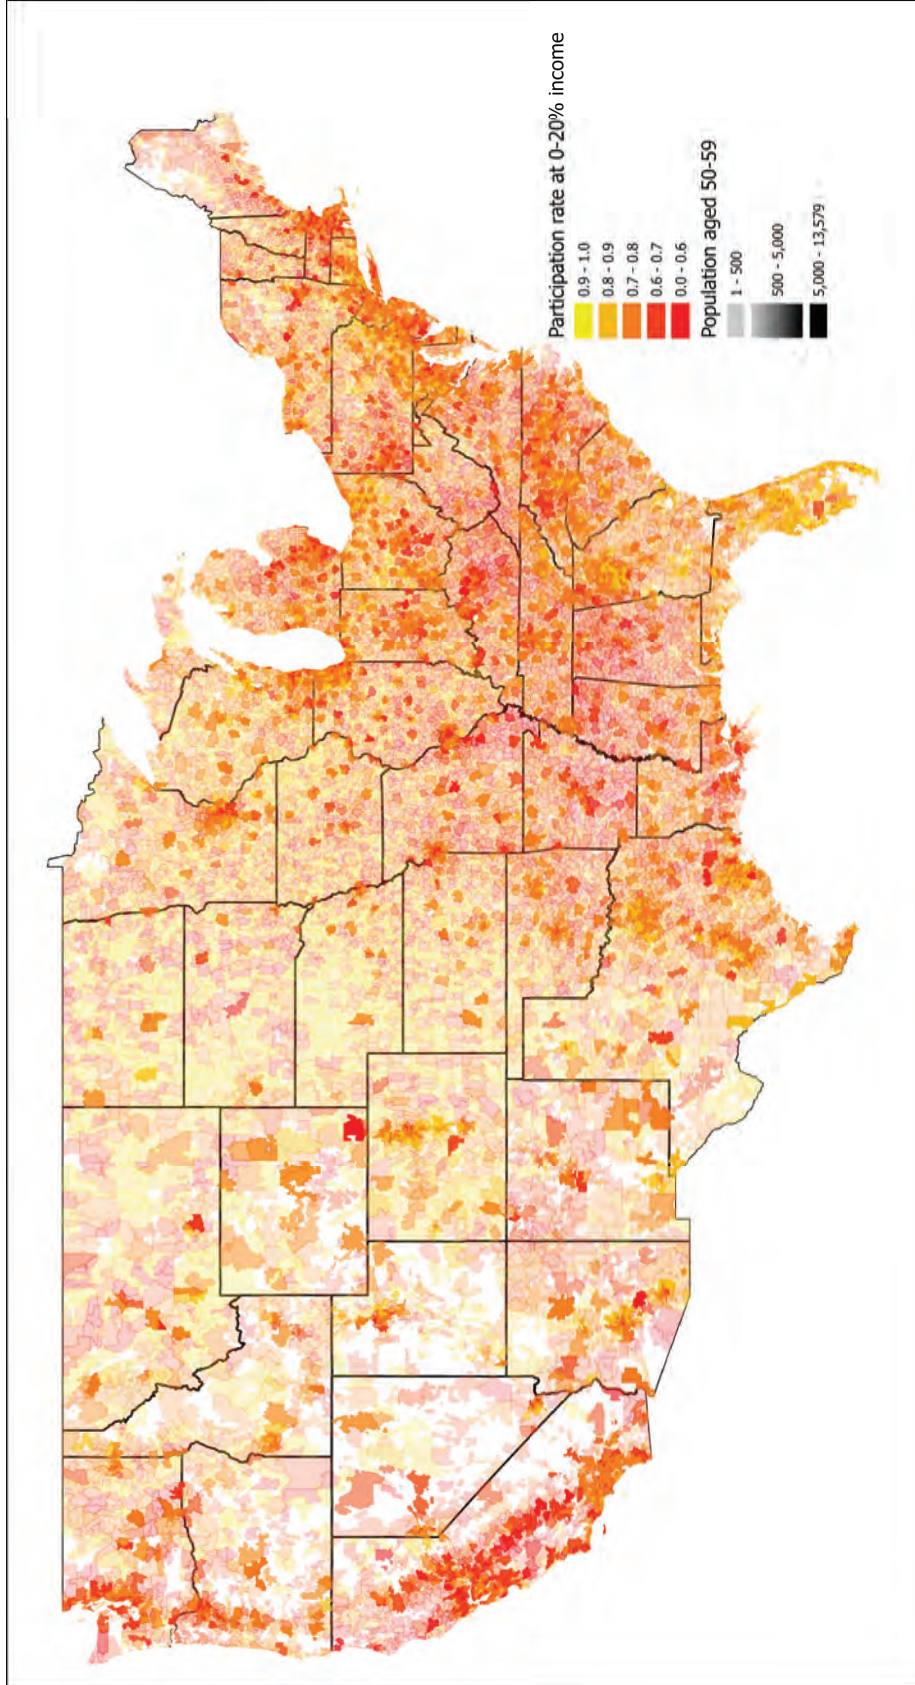 Participation rate at 0-20% income
0.9 - 1.0
0.8 - 0.9
0.7 - 0.8
0.6 - 0.7
0.0 - 0.6
Population aged 50-59
1 - 500
500 - 5,000
5,000 - 13,579